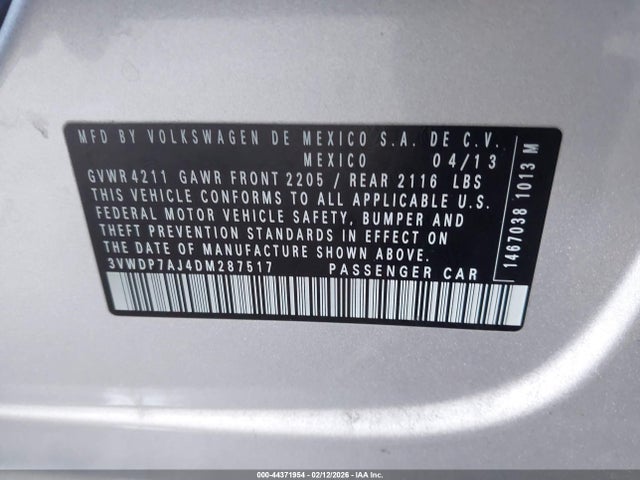 MFD BY VOLKSWAGEN DE MEXICO S.A. DE C.V.
MEXICO 04/13
GVWR 4211 GAWR FRONT 2205 / REAR 2116 LBS
THIS VEHICLE CONFORMS TO ALL APPLICABLE U.S.
FEDERAL MOTOR VEHICLE SAFETY, BUMPER AND
THEFT PREVENTION STANDARDS IN EFFECT ON
THE DATE OF MANUFACTURE SHOWN ABOVE.
3VWDP7AJ4DM287517 PASSENGER CAR
1467038 1013 M
000-44371954 | 02/12/2026 | IAA Inc.